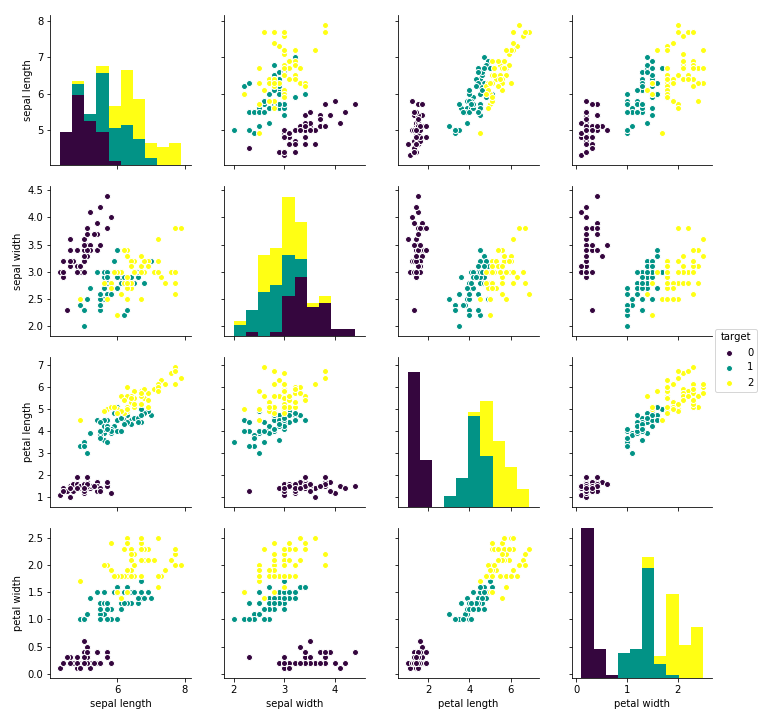 sepal length
8
7
6
5
sepal width
4.5
4.0
3.5
3.0
2.5
2.0
petal length
7
6
5
4
3
2
1
petal width
2.5
2.0
1.5
1.0
0.5
0.0
6 8
sepal length
2 3 4
sepal width
2 4 6
petal length
0 1 2
petal width
target
0
1
2